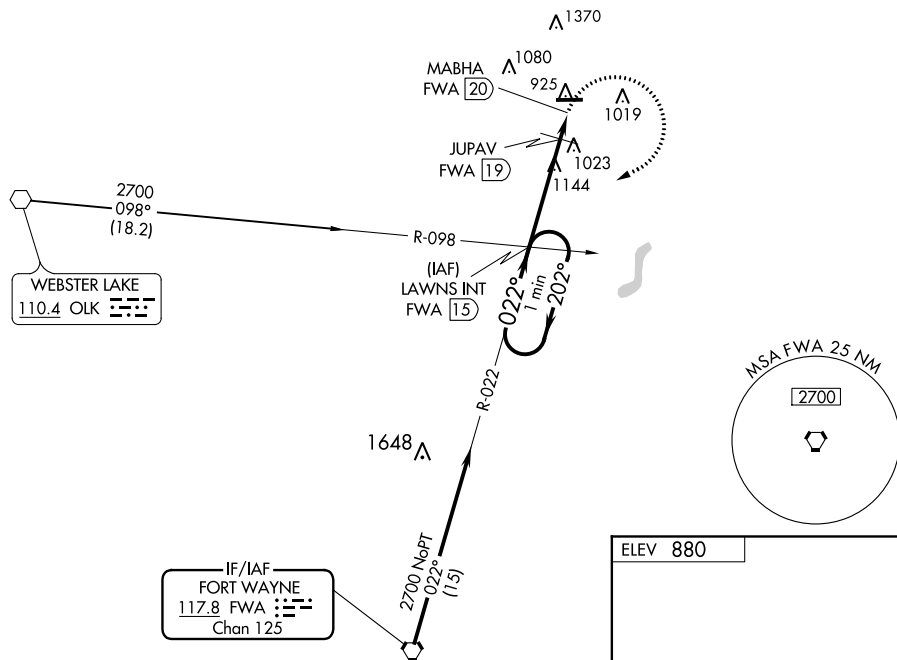 1370
1080
MABHA
FWA 20
925
1019
JUPAV
FWA 19
1023
1144
2700
098°
(18.2)
R-098
(IAF)
LAWNS INT
FWA 15
022°
1 min
202°
WEBSTER LAKE
110.4 OLK
R-022
MSA FWA 25 NM
2700
1648
2700 NoPT
022°
(15)
IF/IAF
FORT WAYNE
117.8 FWA
Chan 125
ELEV 880